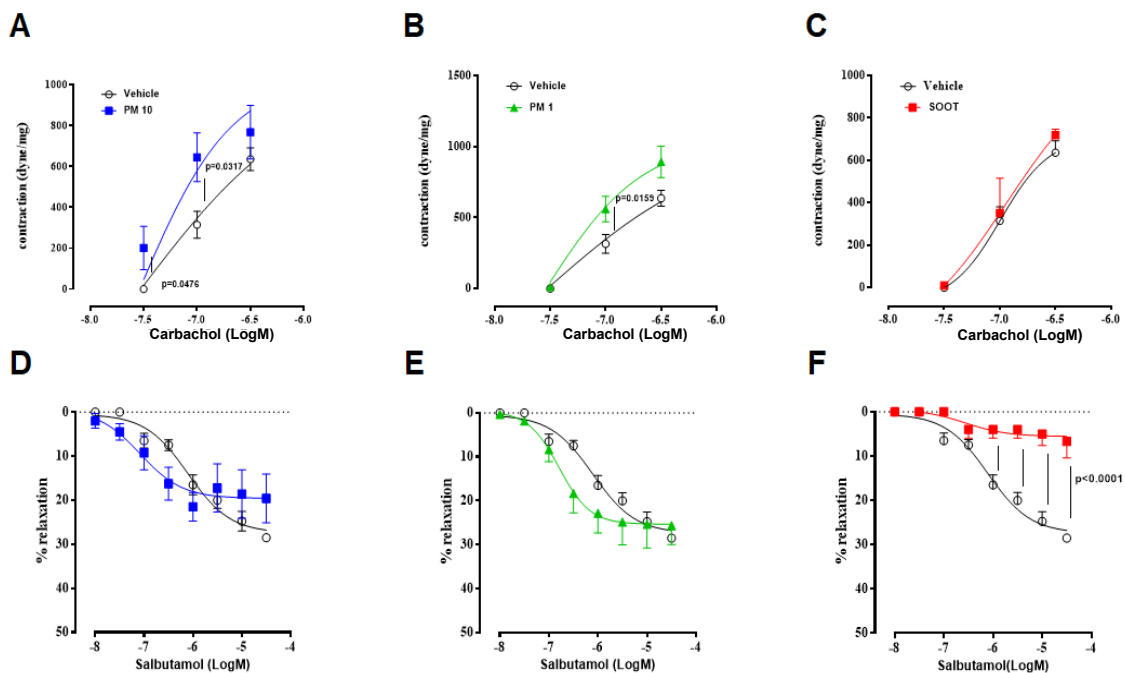 A
B
C
Vehicle
PM 10
1000
800
600
400
200
0
contraction (dyne/mg)
p=0.0317
p=0.0476
-8.0
-7.5
-7.0
-6.5
-6.0
Carbachol (LogM)
Vehicle
PM 1
1500
1000
500
0
contraction (dyne/mg)
p=0.0159
-8.0
-7.5
-7.0
-6.5
-6.0
Carbachol (LogM)
Vehicle
SOOT
1000
800
600
400
200
0
contraction (dyne/mg)
-8.0
-7.5
-7.0
-6.5
-6.0
Carbachol (LogM)
D
E
F
0
10
20
30
40
50
% relaxation
-8
-7
-6
-5
-4
Salbutamol (LogM)
0
10
20
30
40
50
% relaxation
-8
-7
-6
-5
-4
Salbutamol (LogM)
0
10
20
30
40
50
% relaxation
p<0.0001
-8
-7
-6
-5
-4
Salbutamol(LogM)